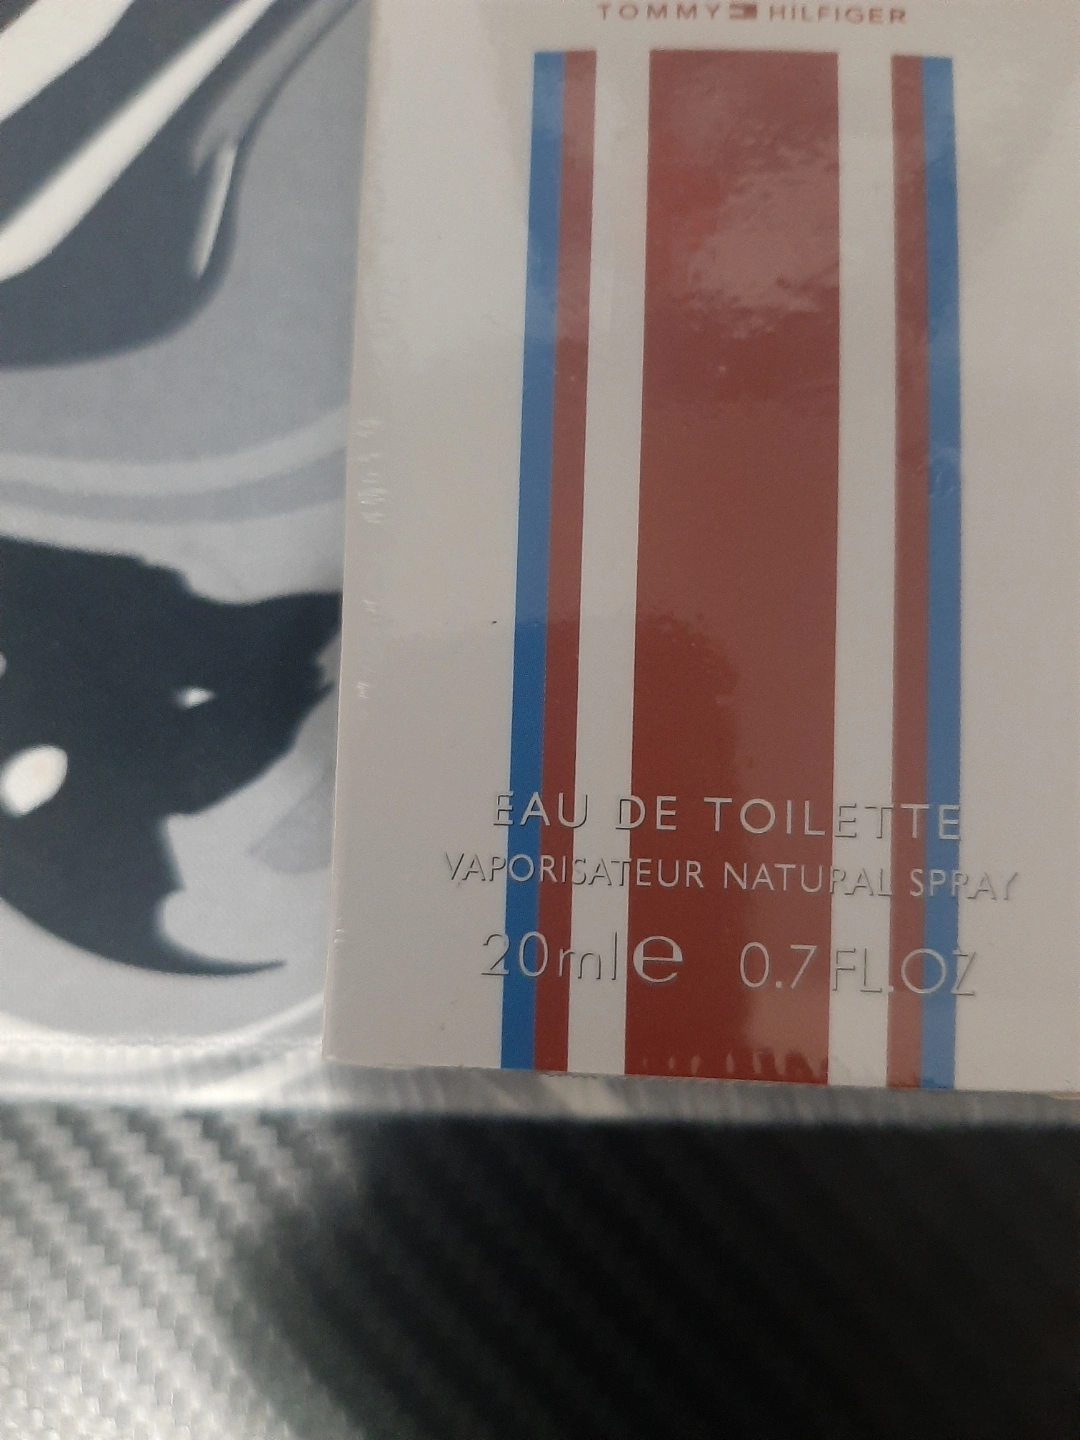 TOMMY HILFIGER
EAU DE TOILETTE
VAPORISATEUR NATURAL SPRAY
20ml e 0.7 FL.OZ